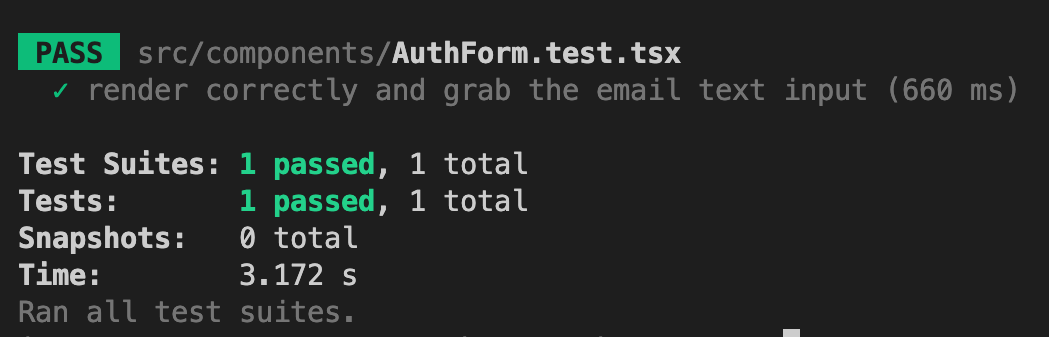 PASS src/components/AuthForm.test.tsx
✓ render correctly and grab the email text input (660 ms)
Test Suites: 1 passed, 1 total
Tests: 1 passed, 1 total
Snapshots: 0 total
Time: 3.172 s
Ran all test suites.